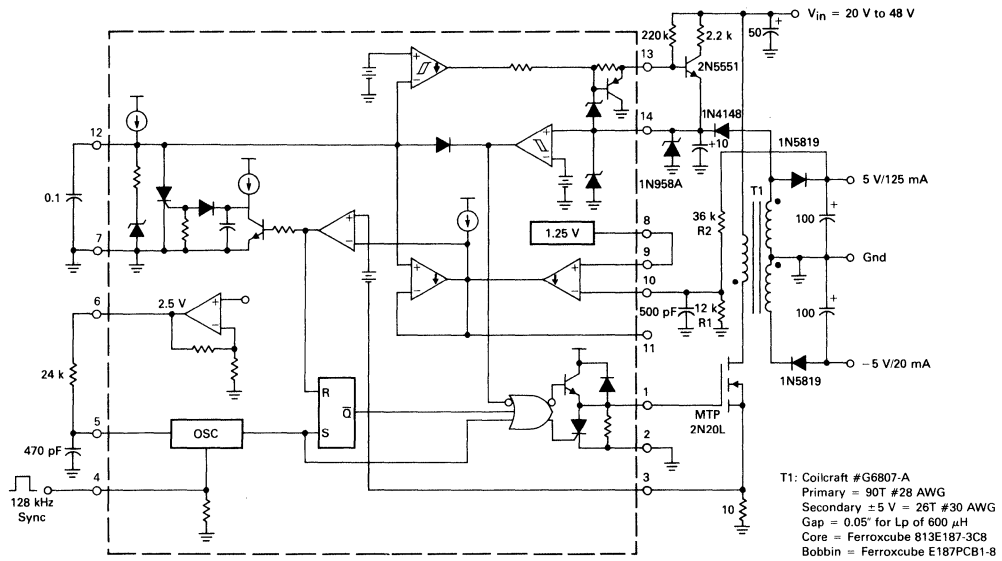 V_in = 20 V to 48 V
220 k
2.2 k
50
+
13
2N5551
+
−
12
14
1N4148
+10
1N5819
1N958A
+
−
T1
5 V/125 mA
+
100
0.1
8
36 k
R2
1.25 V
9
Gnd
7
+
−
+
−
+
−
10
500 pF
12 k
R1
+
100
6
2.5 V
+
−
11
−5 V/20 mA
1N5819
24 k
R
Q̅
S
1
MTP
2N20L
5
OSC
2
470 pF
4
3
128 kHz
Sync
10
T1: Coilcraft #G6807-A
Primary = 90T #28 AWG
Secondary ±5 V = 26T #30 AWG
Gap = 0.05" for Lp of 600 μH
Core = Ferroxcube 813E187-3C8
Bobbin = Ferroxcube E187PCB1-8